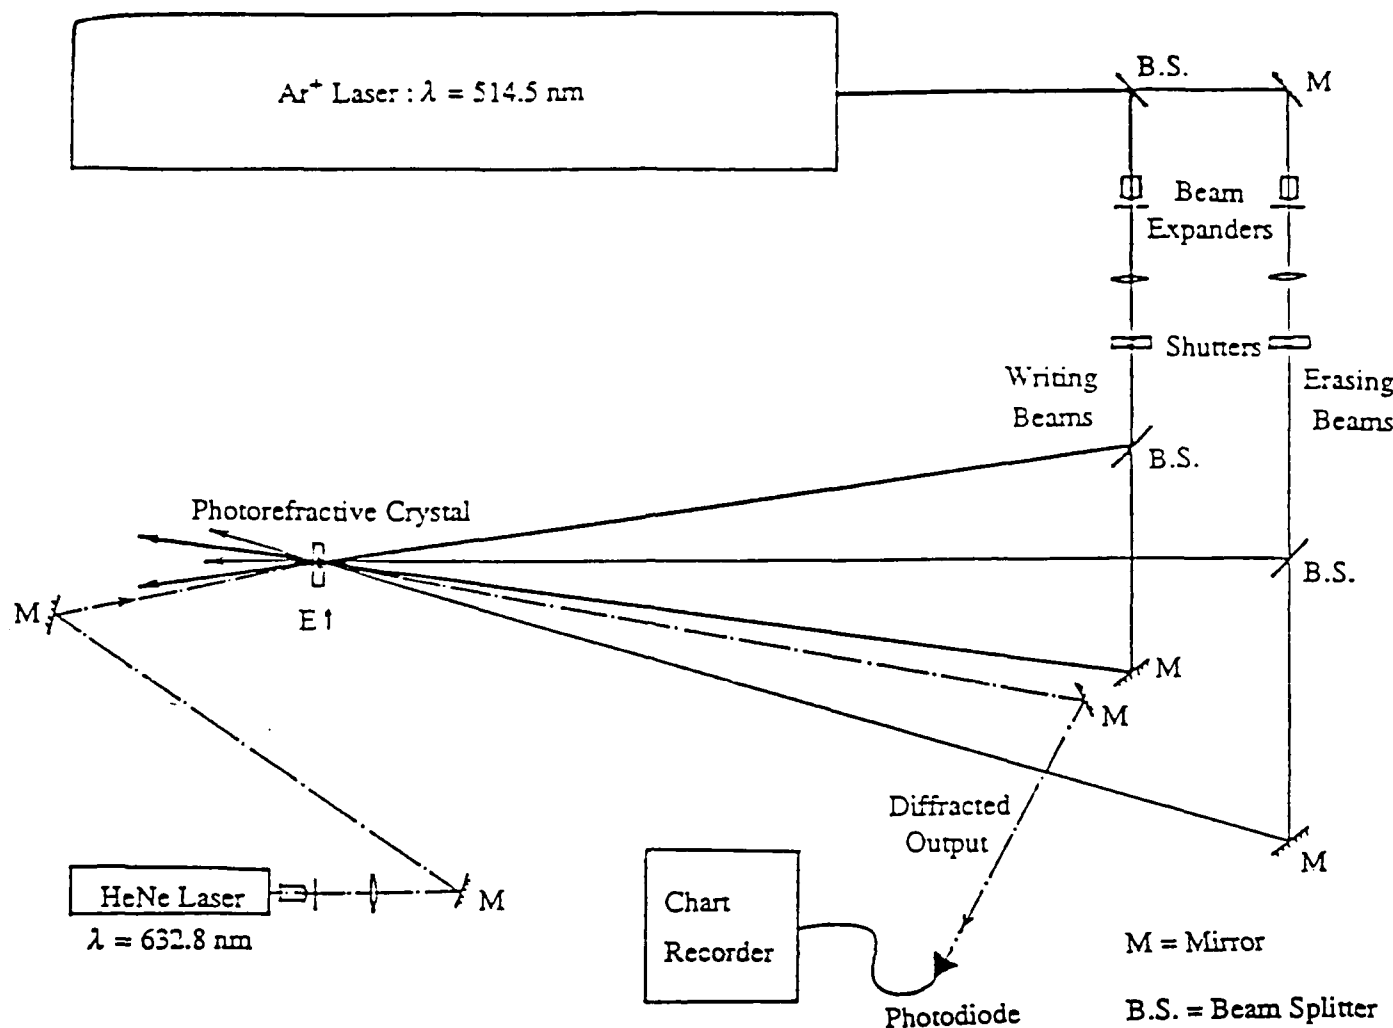 Ar⁺ Laser : λ = 514.5 nm
B.S.
M
Beam
Expanders
Shutters
Writing
Beams
Erasing
Beams
B.S.
Photorefractive Crystal
B.S.
M
E↑
M
M
M
Diffracted
Output
HeNe Laser
λ = 632.8 nm
M
Chart
Recorder
Photodiode
M = Mirror
B.S. = Beam Splitter